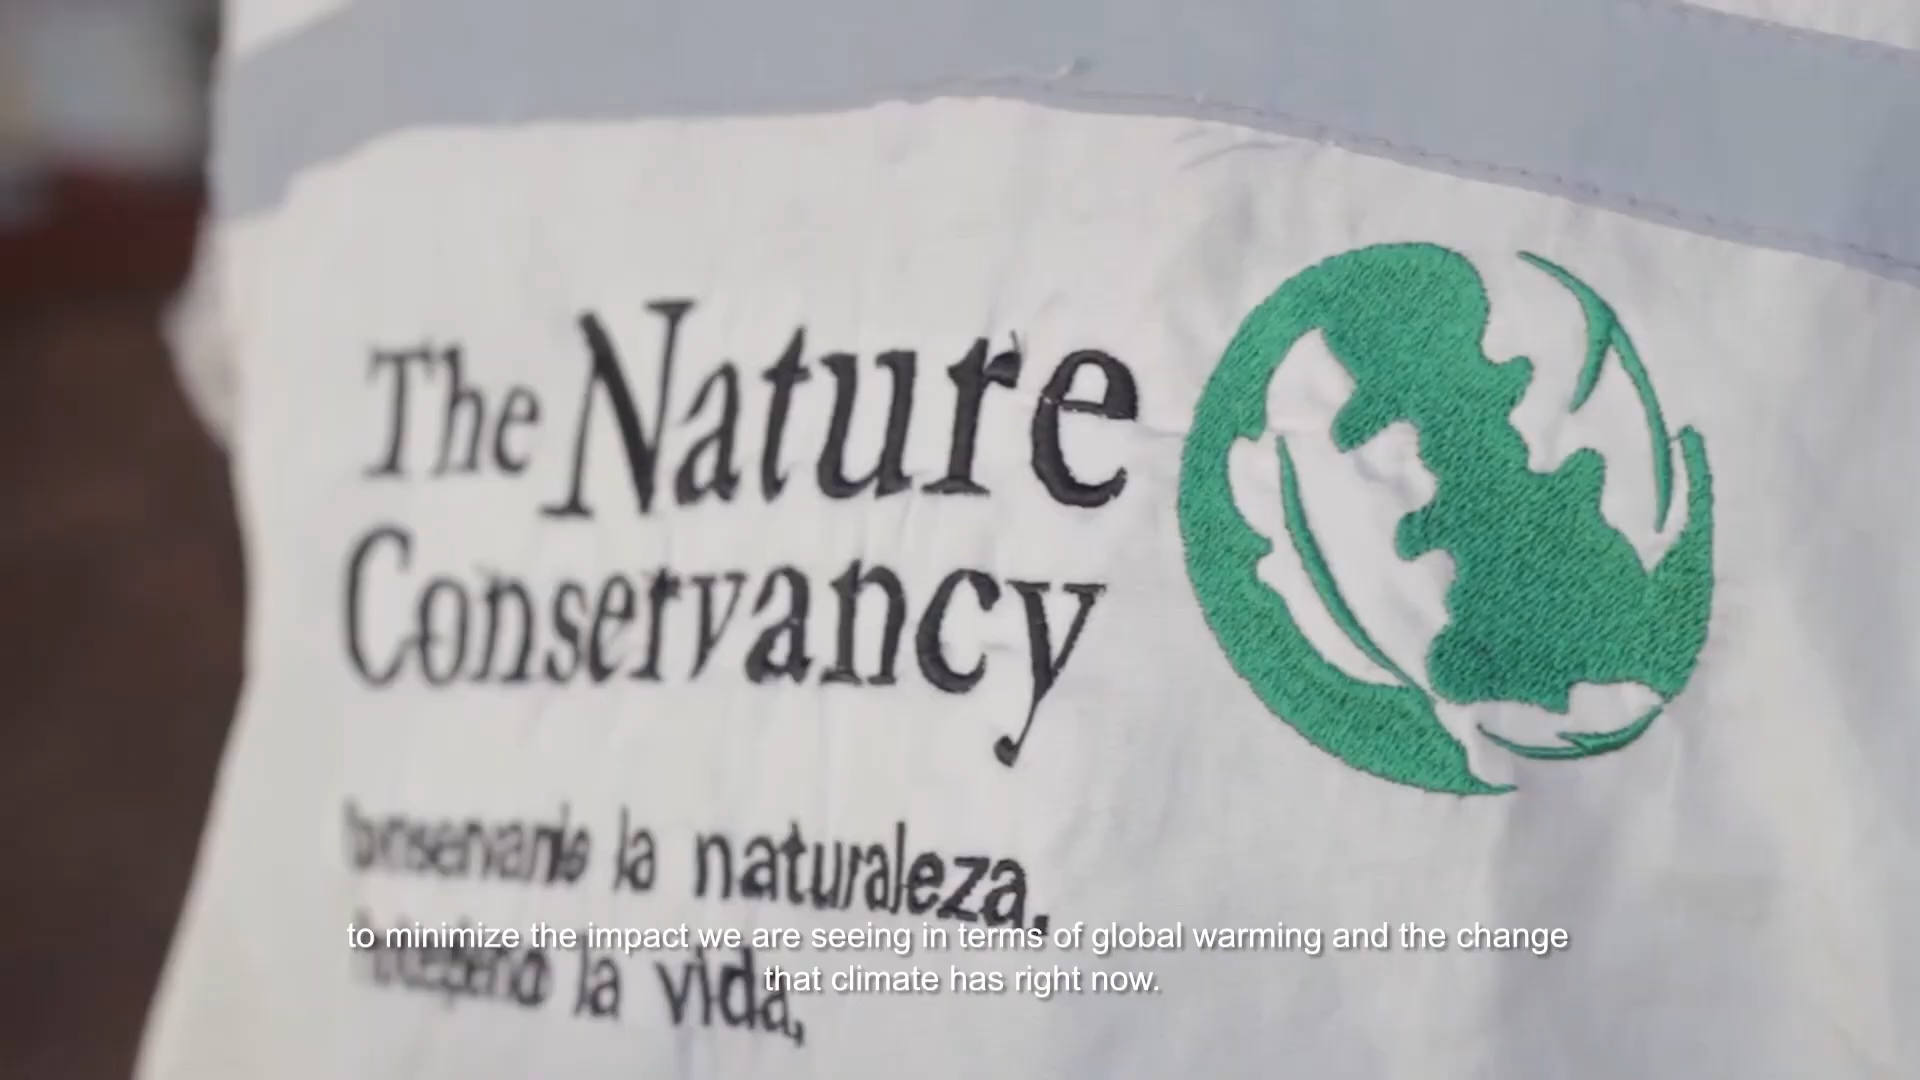 The Nature
Conservancy
la naturaleza.
la vida,
to minimize the impact we are seeing in terms of global warming and the change
that climate has right now.